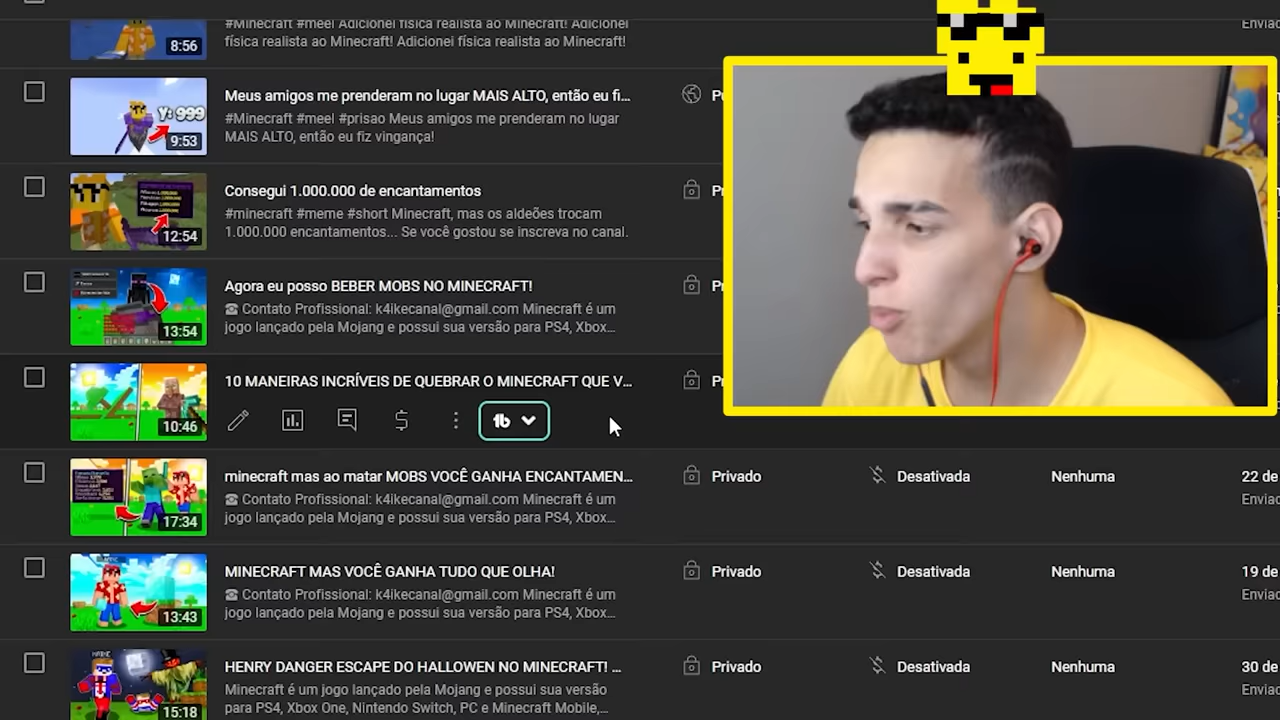 #Minecraft #meel Adicionei física realista ao Minecraft! Adicionei
física realista ao Minecraft! Adicionei física realista ao Minecraft!
8:56
Meus amigos me prenderam no lugar MAIS ALTO, então eu fi...
#Minecraft #meel #prisao Meus amigos me prenderam no lugar
MAIS ALTO, então eu fiz vingança!
Y: 999
9:53
Consegui 1.000.000 de encantamentos
#minecraft #meme #short Minecraft, mas os aldeões trocam
1.000.000 encantamentos... Se você gostou se inscreva no canal.
12:54
Agora eu posso BEBER MOBS NO MINECRAFT!
☎ Contato Profissional: k4ikecanal@gmail.com Minecraft é um
jogo lançado pela Mojang e possui sua versão para PS4, Xbox...
13:54
10 MANEIRAS INCRÍVEIS DE QUEBRAR O MINECRAFT QUE V...
10:46
minecraft mas ao matar MOBS VOCÊ GANHA ENCANTAMEN...
☎ Contato Profissional: k4ikecanal@gmail.com Minecraft é um
jogo lançado pela Mojang e possui sua versão para PS4, Xbox...
17:34
Privado Desativada Nenhuma 22 de
Enviac
MINECRAFT MAS VOCÊ GANHA TUDO QUE OLHA!
☎ Contato Profissional: k4ikecanal@gmail.com Minecraft é um
jogo lançado pela Mojang e possui sua versão para PS4, Xbox...
13:43
Privado Desativada Nenhuma 19 de
Enviac
HENRY DANGER ESCAPE DO HALLOWEN NO MINECRAFT! ...
Minecraft é um jogo lançado pela Mojang e possui sua versão
para PS4, Xbox One, Nintendo Switch, PC e Minecraft Mobile,...
15:18
Privado Desativada Nenhuma 30 de
Enviac